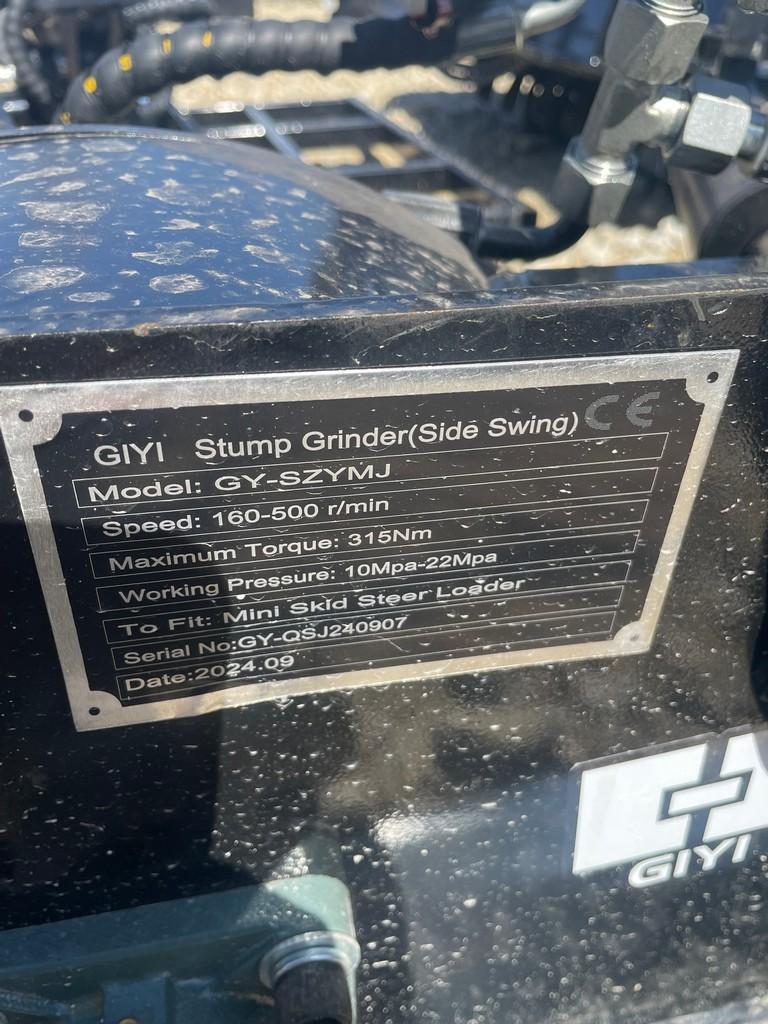 GIYI Stump Grinder(Side Swing) CE
Model: GY-SZYMJ
Speed: 160-500 r/min
Maximum Torque: 315Nm
Working Pressure: 10Mpa-22Mpa
To Fit: Mini Skid Steer Loader
Serial No:GY-QSJ240907
Date:2024.09
GIYI